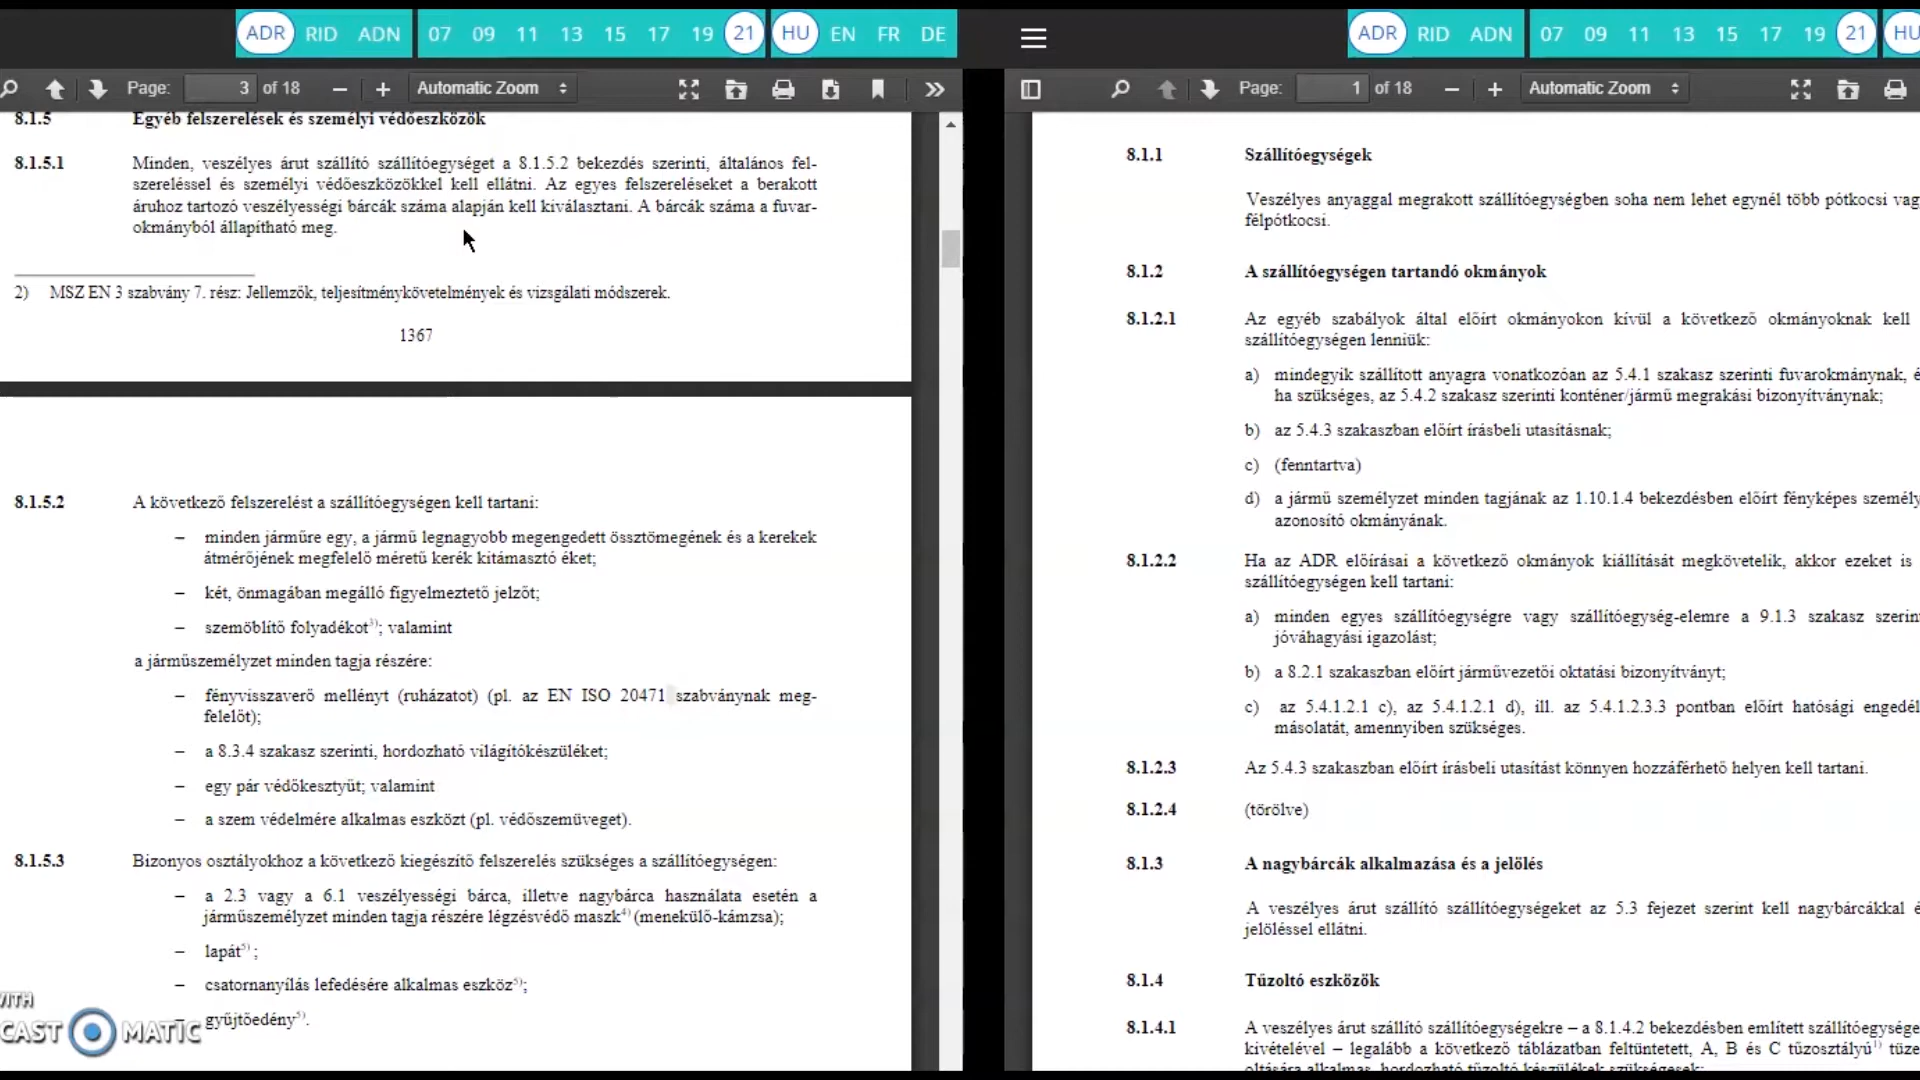 ADR RID ADN 07 09 11 13 15 17 19 21 HU EN FR DE
Page: 3 of 18 Automatic Zoom
8.1.5 Egyéb felszerelések és személyi védőeszközök
8.1.5.1 Minden, veszélyes árut szállító szállítóegységet a 8.1.5.2 bekezdés szerinti, általános fel-
szereléssel és személyi védőeszközökkel kell ellátni. Az egyes felszereléseket a berakott
áruhoz tartozó veszélyességi bárcák száma alapján kell kiválasztani. A bárcák száma a fuvar-
okmányból állapítható meg.
2) MSZ EN 3 szabvány 7. rész: Jellemzők, teljesítménykövetelmények és vizsgálati módszerek.
1367
8.1.5.2 A következő felszerelést a szállítóegységen kell tartani:
– minden járműre egy, a jármű legnagyobb megengedett össztömegének és a kerekek
átmérőjének megfelelő méretű kerék kitámasztó éket;
– két, önmagában megálló figyelmeztető jelzőt;
– szemöblítő folyadékot3); valamint
a járműszemélyzet minden tagja részére:
– fényvisszaverő mellényt (ruházatot) (pl. az EN ISO 20471 szabványnak meg-
felelőt);
– a 8.3.4 szakasz szerinti, hordozható világítókészüléket;
– egy pár védőkesztyűt; valamint
– a szem védelmére alkalmas eszközt (pl. védőszemüveget).
8.1.5.3 Bizonyos osztályokhoz a következő kiegészítő felszerelés szükséges a szállítóegységen:
– a 2.3 vagy a 6.1 veszélyességi bárca, illetve nagybárca használata esetén a
járműszemélyzet minden tagja részére légzésvédő maszk4) (menekülő-kámzsa);
– lapát5) ;
– csatornanyílás lefedésére alkalmas eszköz5);
– gyűjtőedény5).
WITH
CAST MATIC
ADR RID ADN 07 09 11 13 15 17 19 21 HU
Page: 1 of 18 Automatic Zoom
8.1.1 Szállítóegységek
Veszélyes anyaggal megrakott szállítóegységben soha nem lehet egynél több pótkocsi vag
félpótkocsi.
8.1.2 A szállítóegységen tartandó okmányok
8.1.2.1 Az egyéb szabályok által előírt okmányokon kívül a következő okmányoknak kell
szállítóegységen lenniük:
a) mindegyik szállított anyagra vonatkozóan az 5.4.1 szakasz szerinti fuvarokmánynak, é
ha szükséges, az 5.4.2 szakasz szerinti konténer/jármű megrakási bizonyítványnak;
b) az 5.4.3 szakaszban előírt írásbeli utasításnak;
c) (fenntartva)
d) a jármű személyzet minden tagjának az 1.10.1.4 bekezdésben előírt fényképes személy
azonosító okmányának.
8.1.2.2 Ha az ADR előírásai a következő okmányok kiállítását megkövetelik, akkor ezeket is
szállítóegységen kell tartani:
a) minden egyes szállítóegységre vagy szállítóegység-elemre a 9.1.3 szakasz szerin
jóváhagyási igazolást;
b) a 8.2.1 szakaszban előírt járművezetői oktatási bizonyítványt;
c) az 5.4.1.2.1 c), az 5.4.1.2.1 d), ill. az 5.4.1.2.3.3 pontban előírt hatósági engedél
másolatát, amennyiben szükséges.
8.1.2.3 Az 5.4.3 szakaszban előírt írásbeli utasítást könnyen hozzáférhető helyen kell tartani.
8.1.2.4 (törölve)
8.1.3 A nagybárcák alkalmazása és a jelölés
A veszélyes árut szállító szállítóegységeket az 5.3 fejezet szerint kell nagybárcákkal é
jelöléssel ellátni.
8.1.4 Tűzoltó eszközök
8.1.4.1 A veszélyes árut szállító szállítóegységekre – a 8.1.4.2 bekezdésben említett szállítóegysége
kivételével – legalább a következő táblázatban feltüntetett, A, B és C tűzosztályú1) tüze
oltására alkalmas, hordozható tűzoltó készülékek szükségesek: